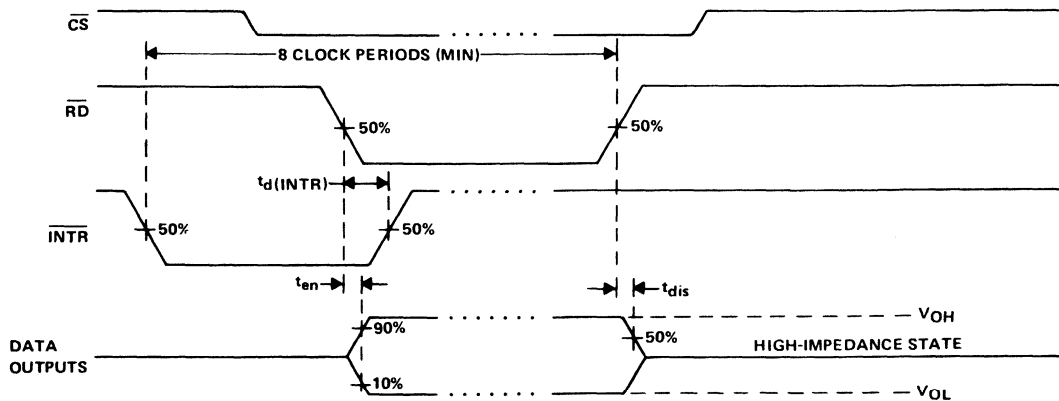 CS
8 CLOCK PERIODS (MIN)
RD
50%
50%
td(INTR)
INTR
50%
50%
ten
tdis
VOH
90%
50%
DATA
OUTPUTS
HIGH-IMPEDANCE STATE
10%
VOL